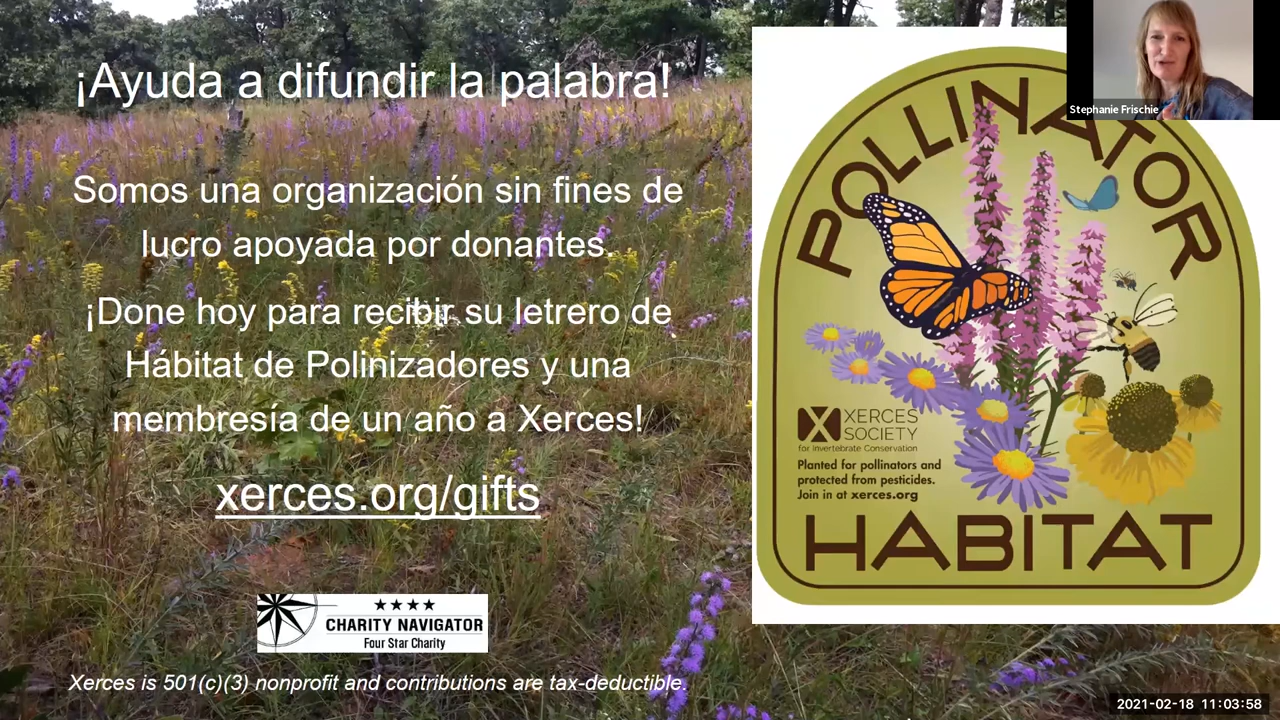 ¡Ayuda a difundir la palabra!
Somos una organización sin fines de
lucro apoyada por donantes.
¡Done hoy para recibir su letrero de
Hábitat de Polinizadores y una
membresía de un año a Xerces!
xerces.org/gifts
CHARITY NAVIGATOR
Four Star Charity
Xerces is 501(c)(3) nonprofit and contributions are tax-deductible.
Stephanie Frischie
POLLINATOR
XERCES
SOCIETY
for Invertebrate Conservation
Planted for pollinators and
protected from pesticides.
Join in at xerces.org
HABITAT
2021-02-18 11:03:58